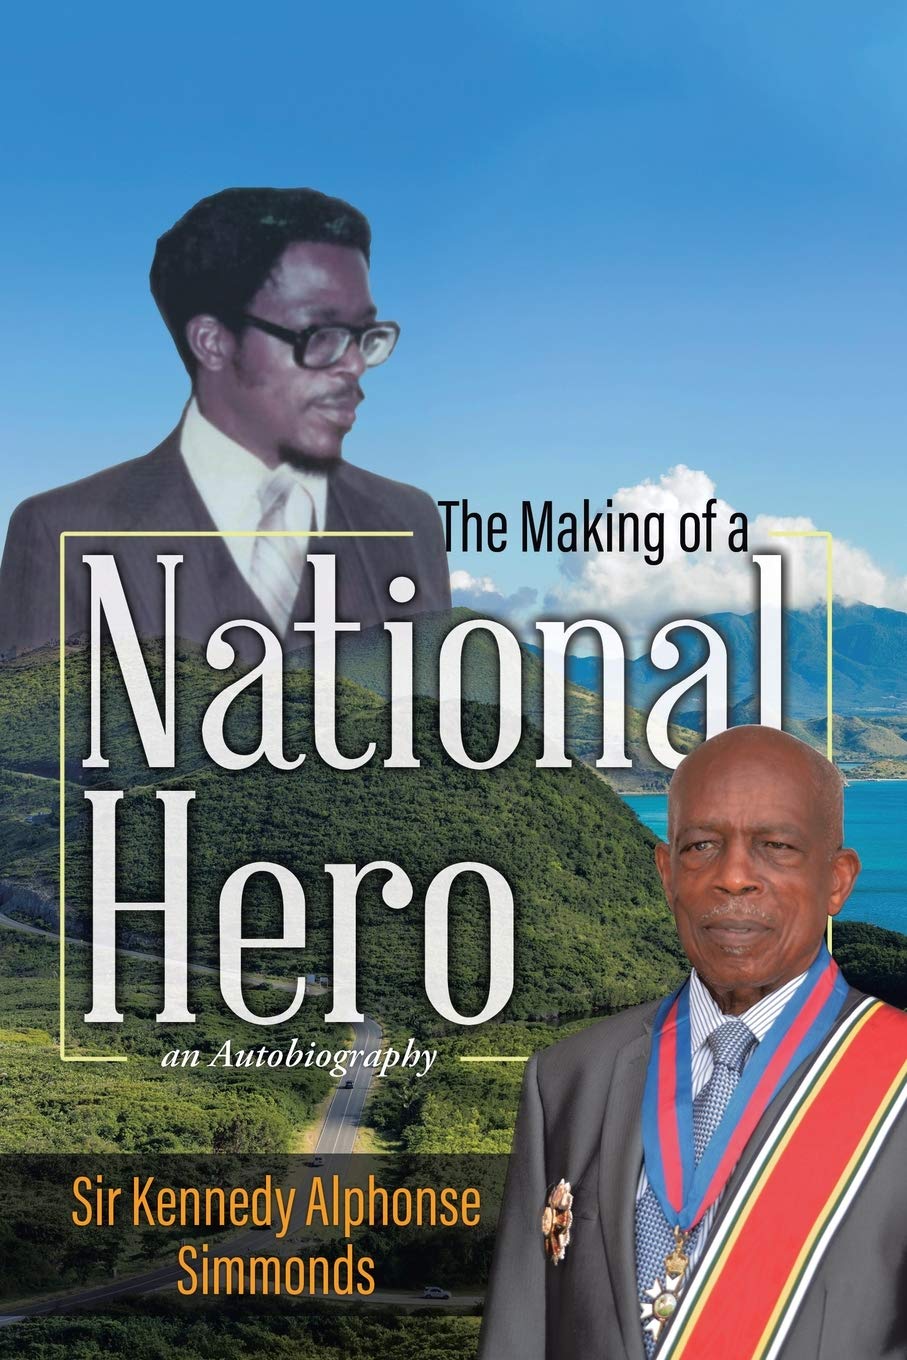 The Making of a
National
Hero
an Autobiography
Sir Kennedy Alphonse
Simmonds